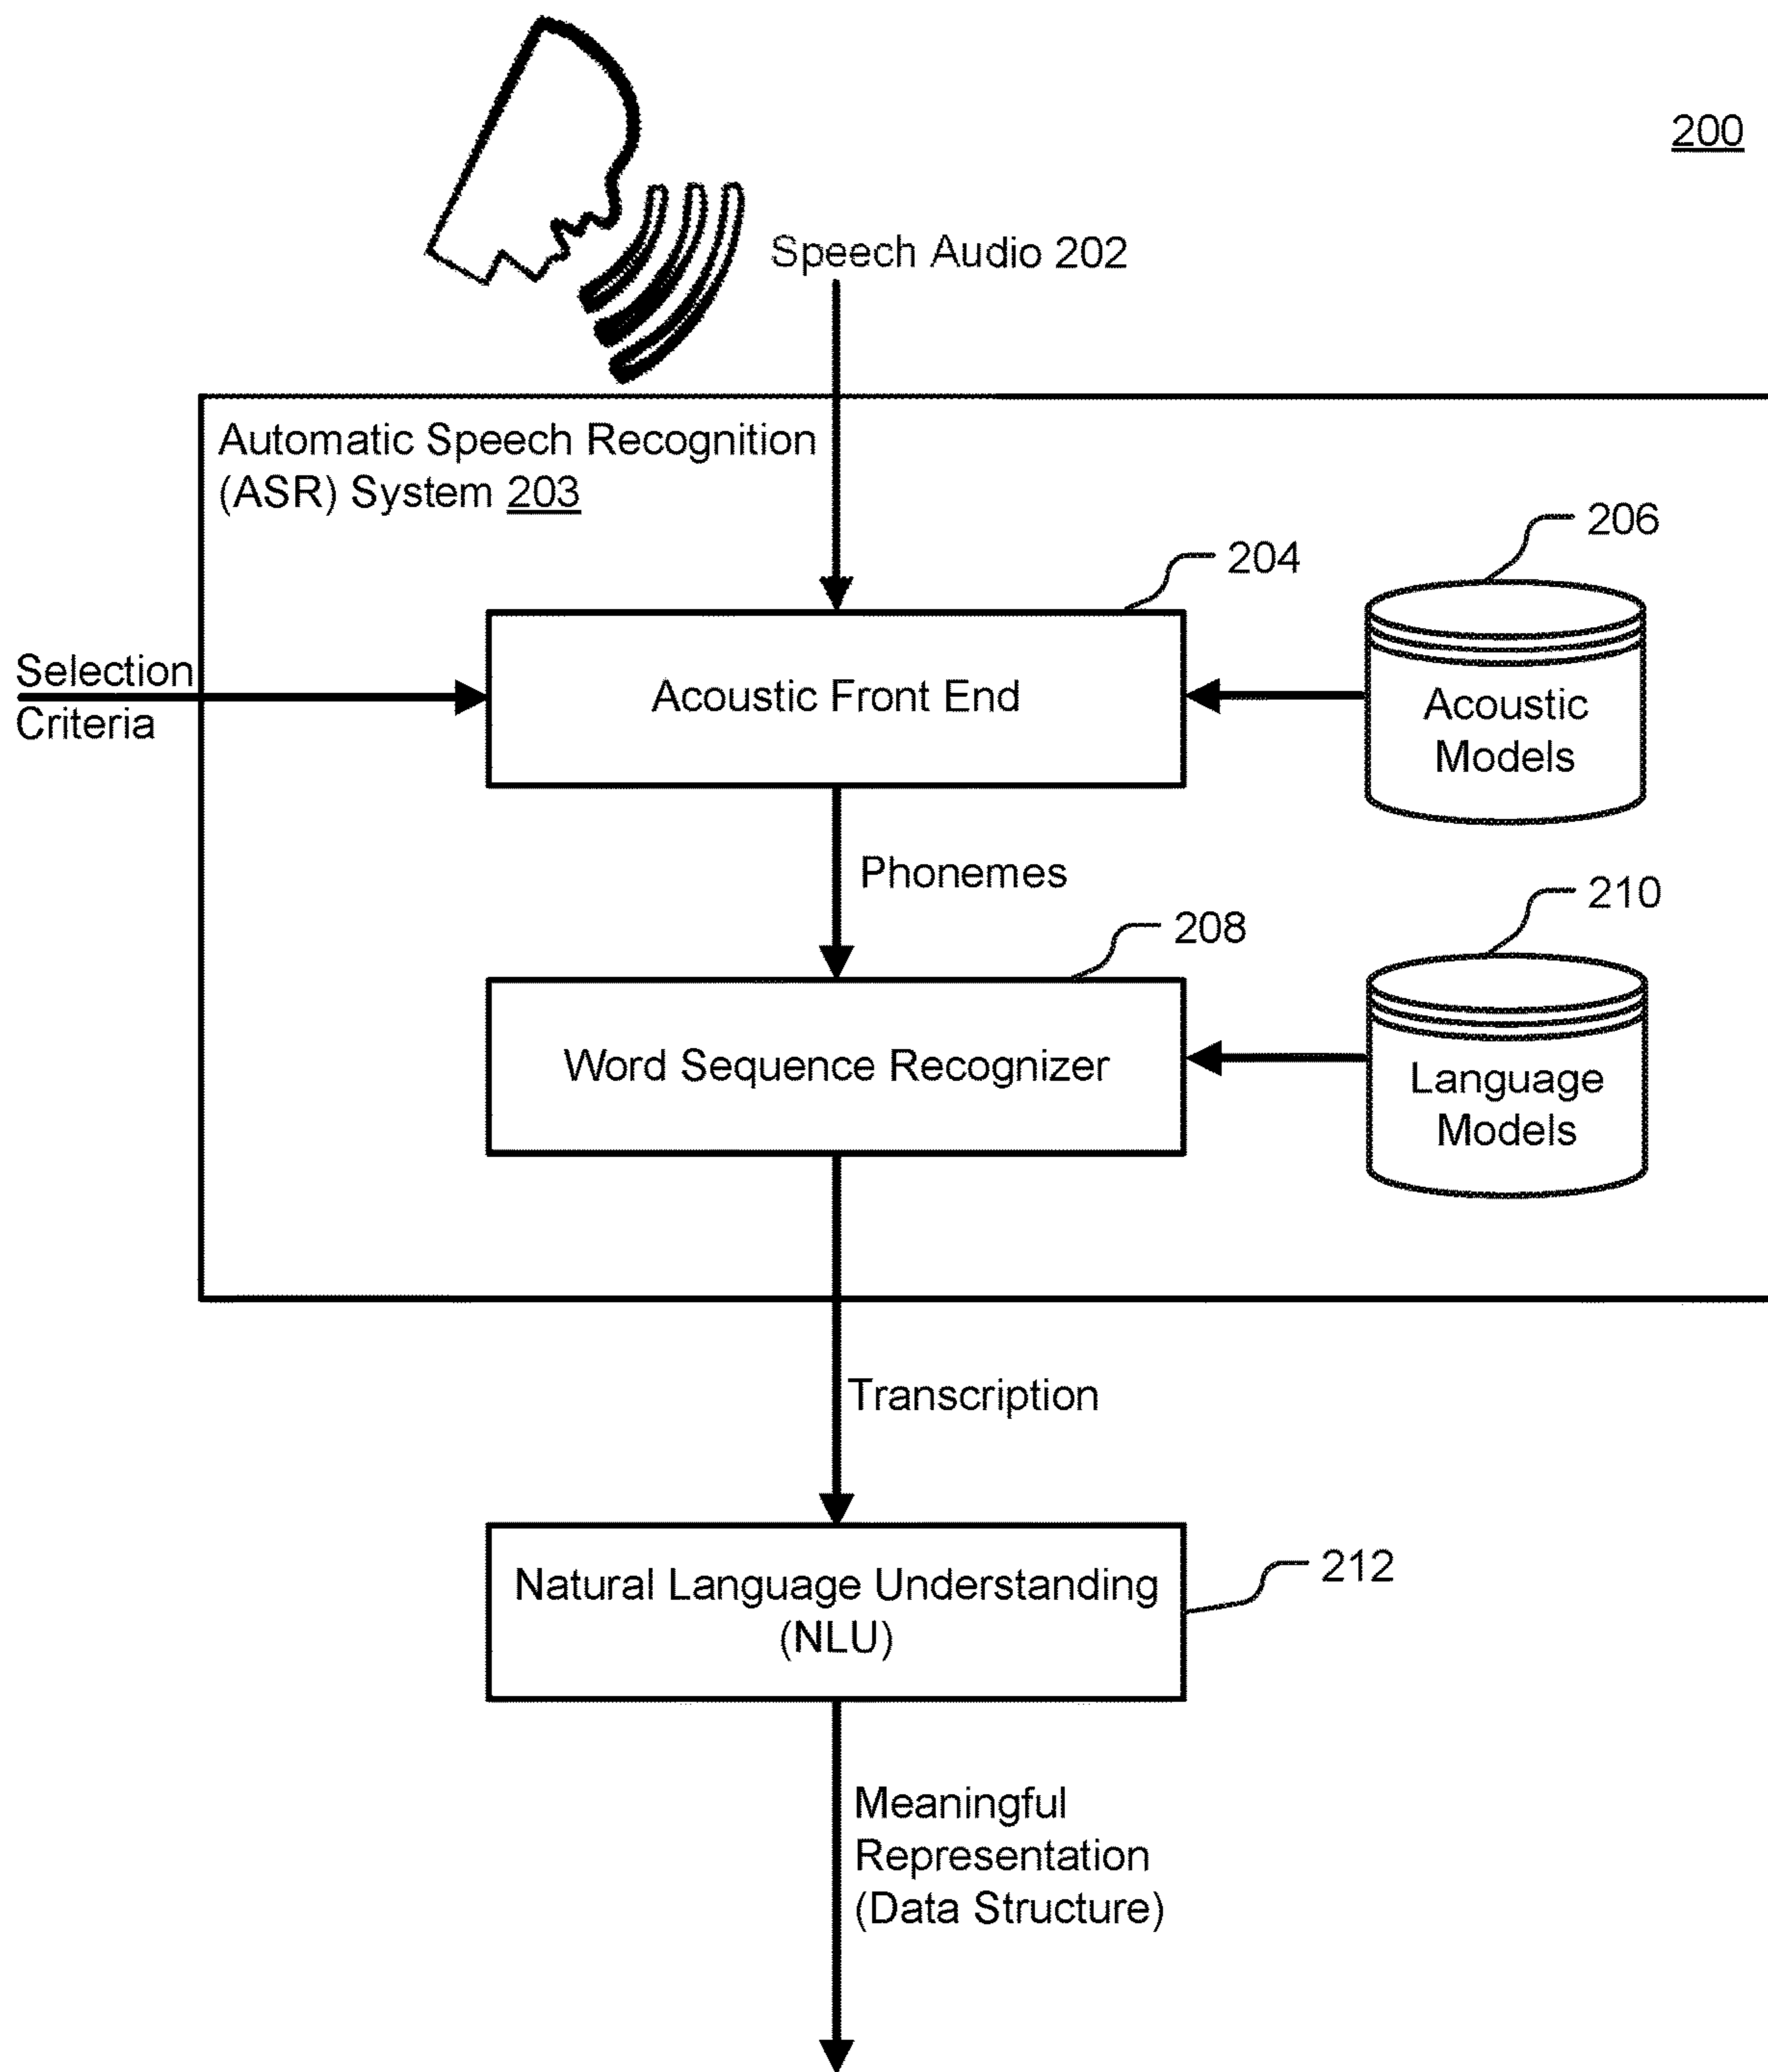 200
Speech Audio 202
Automatic Speech Recognition
(ASR) System 203
206
204
Selection
Criteria
Acoustic Front End
Acoustic
Models
Phonemes
210
208
Word Sequence Recognizer
Language
Models
Transcription
Natural Language Understanding
(NLU)
212
Meaningful
Representation
(Data Structure)